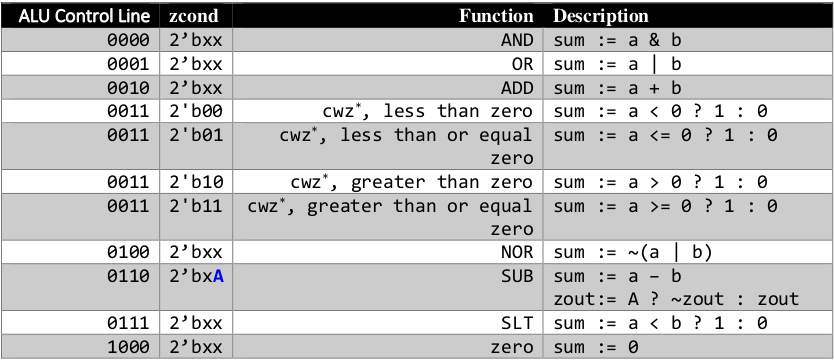 ALU Control Line zcond Function Description
0000 2’bxx AND sum := a & b
0001 2’bxx OR sum := a | b
0010 2’bxx ADD sum := a + b
0011 2'b00 cwz*, less than zero sum := a < 0 ? 1 : 0
0011 2'b01 cwz*, less than or equal sum := a <= 0 ? 1 : 0
zero
0011 2'b10 cwz*, greater than zero sum := a > 0 ? 1 : 0
0011 2'b11 cwz*, greater than or equal sum := a >= 0 ? 1 : 0
zero
0100 2’bxx NOR sum := ~(a | b)
0110 2’bxA SUB sum := a – b
zout:= A ? ~zout : zout
0111 2’bxx SLT sum := a < b ? 1 : 0
1000 2’bxx zero sum := 0